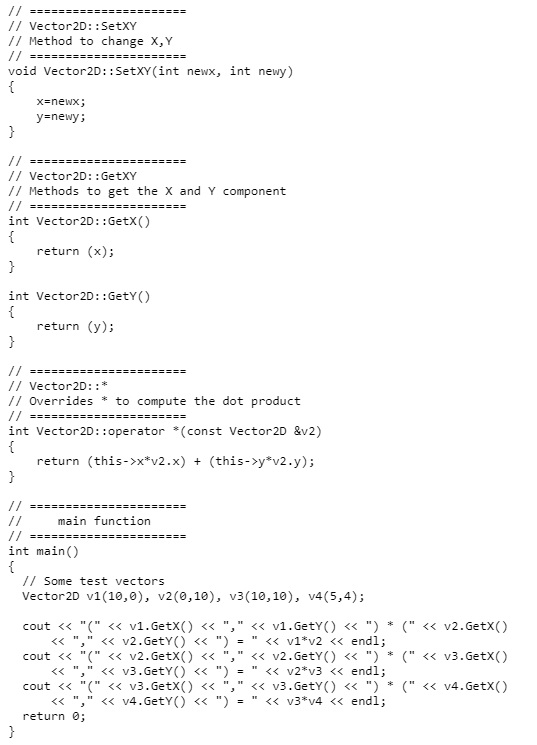 // ======================
// Vector2D::SetXY
// Method to change X,Y
// ======================
void Vector2D::SetXY(int newx, int newy)
{
    x=newx;
    y=newy;
}

// ======================
// Vector2D::GetXY
// Methods to get the X and Y component
// ======================
int Vector2D::GetX()
{
    return (x);
}

int Vector2D::GetY()
{
    return (y);
}

// ======================
// Vector2D::*
// Overrides * to compute the dot product
// ======================
int Vector2D::operator *(const Vector2D &v2)
{
    return (this->x*v2.x) + (this->y*v2.y);
}

// ======================
//     main function
// ======================
int main()
{
  // Some test vectors
  Vector2D v1(10,0), v2(0,10), v3(10,10), v4(5,4);

  cout << "(" << v1.GetX() << "," << v1.GetY() << ") * (" << v2.GetX()
      << "," << v2.GetY() << ") = " << v1*v2 << endl;
  cout << "(" << v2.GetX() << "," << v2.GetY() << ") * (" << v3.GetX()
      << "," << v3.GetY() << ") = " << v2*v3 << endl;
  cout << "(" << v3.GetX() << "," << v3.GetY() << ") * (" << v4.GetX()
      << "," << v4.GetY() << ") = " << v3*v4 << endl;
  return 0;
}